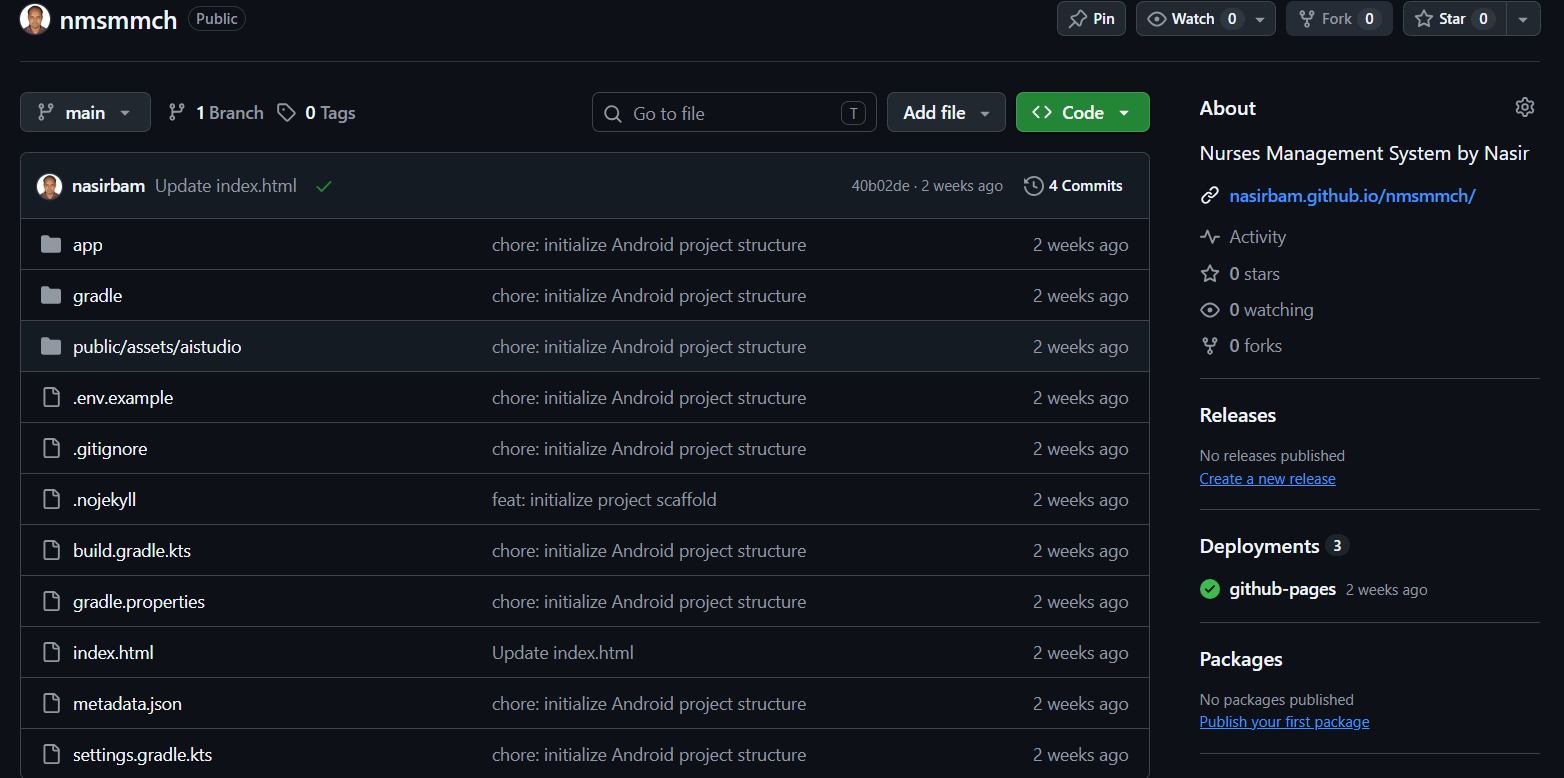 nmsmmch Public Pin Watch 0 Fork 0 Star 0
main 1 Branch 0 Tags Go to file T Add file Code
nasirbam Update index.html 40b02de · 2 weeks ago 4 Commits
app chore: initialize Android project structure 2 weeks ago
gradle chore: initialize Android project structure 2 weeks ago
public/assets/aistudio chore: initialize Android project structure 2 weeks ago
.env.example chore: initialize Android project structure 2 weeks ago
.gitignore chore: initialize Android project structure 2 weeks ago
.nojekyll feat: initialize project scaffold 2 weeks ago
build.gradle.kts chore: initialize Android project structure 2 weeks ago
gradle.properties chore: initialize Android project structure 2 weeks ago
index.html Update index.html 2 weeks ago
metadata.json chore: initialize Android project structure 2 weeks ago
settings.gradle.kts chore: initialize Android project structure 2 weeks ago
About
Nurses Management System by Nasir
nasirbam.github.io/nmsmmch/
Activity
0 stars
0 watching
0 forks
Releases
No releases published
Create a new release
Deployments 3
github-pages 2 weeks ago
Packages
No packages published
Publish your first package